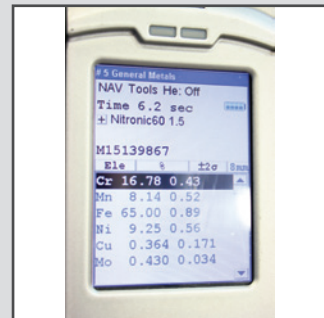 # 5 General Metals
NAV Tools He: Off
Time 6.2 sec
Nitronic60 1.5
M15139867
Ele % ±2σ 8mm
Cr 16.78 0.43
Mn 8.14 0.52
Fe 65.00 0.89
Ni 9.25 0.56
Cu 0.364 0.171
Mo 0.430 0.034